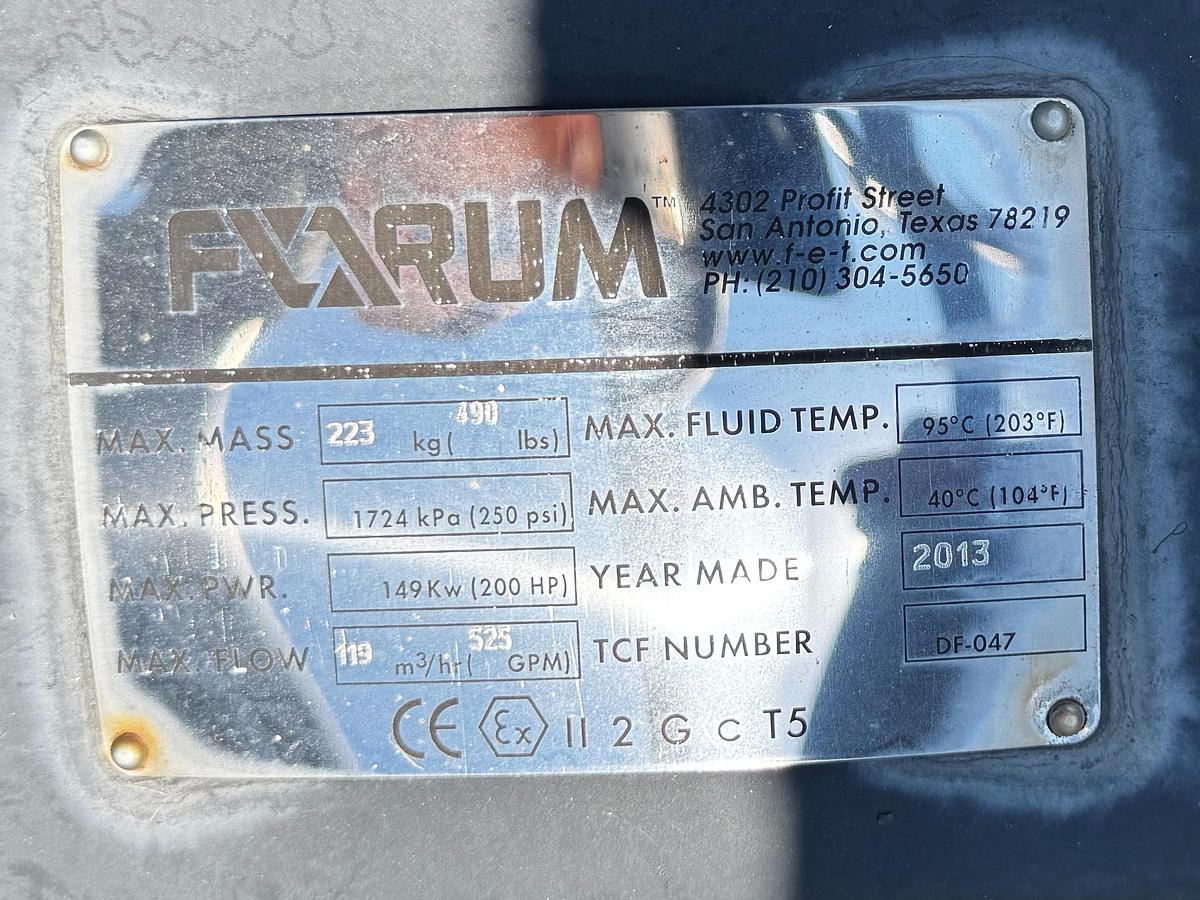 FORUM™
4302 Profit Street
San Antonio, Texas 78219
www.f-e-t.com
PH: (210) 304-5650
MAX. MASS 223 kg( 490 lbs)
MAX. FLUID TEMP. 95°C (203°F)
MAX. PRESS. 1724 kPa (250 psi)
MAX. AMB. TEMP. 40°C (104°F)
MAX. PWR. 149Kw (200 HP)
YEAR MADE 2013
MAX. FLOW 119 m³/hr( 525 GPM)
TCF NUMBER DF-047
CE Ex II 2 G c T5